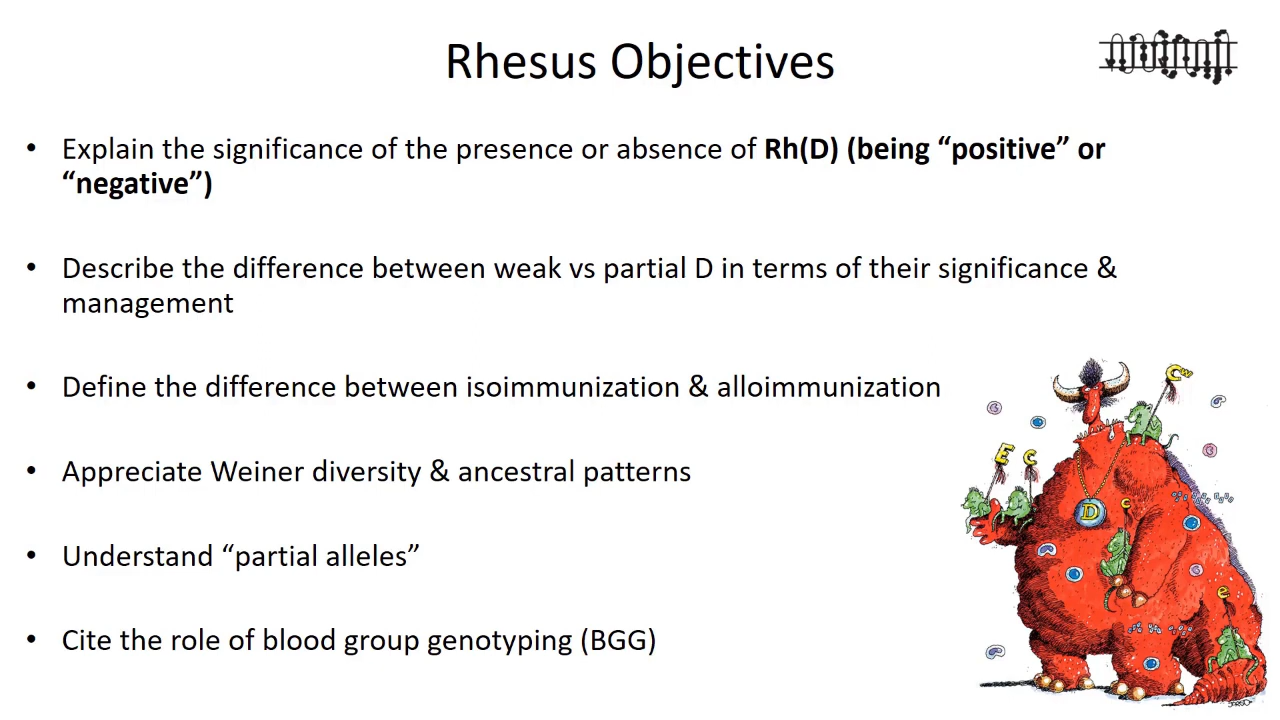 Rhesus Objectives
• Explain the significance of the presence or absence of Rh(D) (being “positive” or
“negative”)
• Describe the difference between weak vs partial D in terms of their significance &
management
• Define the difference between isoimmunization & alloimmunization
• Appreciate Weiner diversity & ancestral patterns
• Understand “partial alleles”
• Cite the role of blood group genotyping (BGG)
Cw
E c
D
c
e